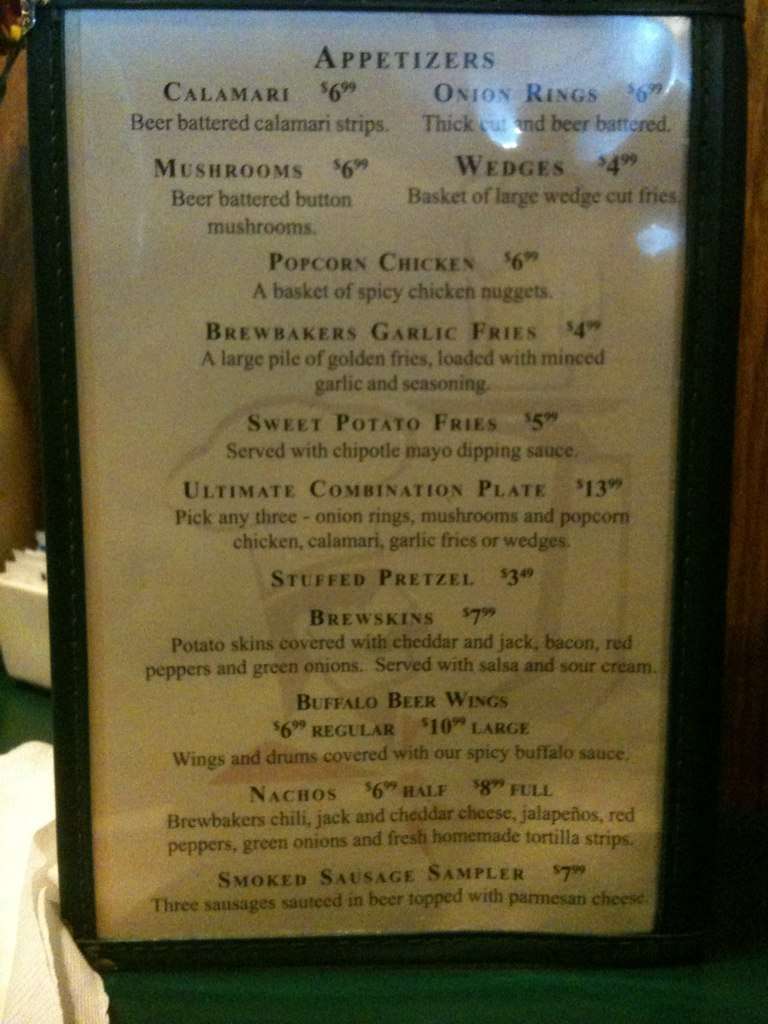 APPETIZERS
CALAMARI $6.99 ONION RINGS $6.99
Beer battered calamari strips. Thick cut and beer battered.
MUSHROOMS $6.99 WEDGES $4.99
Beer battered button Basket of large wedge cut fries.
mushrooms.
POPCORN CHICKEN $6.99
A basket of spicy chicken nuggets.
BREWBAKERS GARLIC FRIES $4.99
A large pile of golden fries, loaded with minced
garlic and seasoning.
SWEET POTATO FRIES $5.99
Served with chipotle mayo dipping sauce.
ULTIMATE COMBINATION PLATE $13.99
Pick any three - onion rings, mushrooms and popcorn
chicken, calamari, garlic fries or wedges.
STUFFED PRETZEL $3.49
BREWSKINS $7.99
Potato skins covered with cheddar and jack, bacon, red
peppers and green onions. Served with salsa and sour cream.
BUFFALO BEER WINGS
$6.99 REGULAR $10.99 LARGE
Wings and drums covered with our spicy buffalo sauce.
NACHOS $6.99 HALF $8.99 FULL
Brewbakers chili, jack and cheddar cheese, jalapeños, red
peppers, green onions and fresh homemade tortilla strips.
SMOKED SAUSAGE SAMPLER $7.99
Three sausages sauteed in beer topped with parmesan cheese.